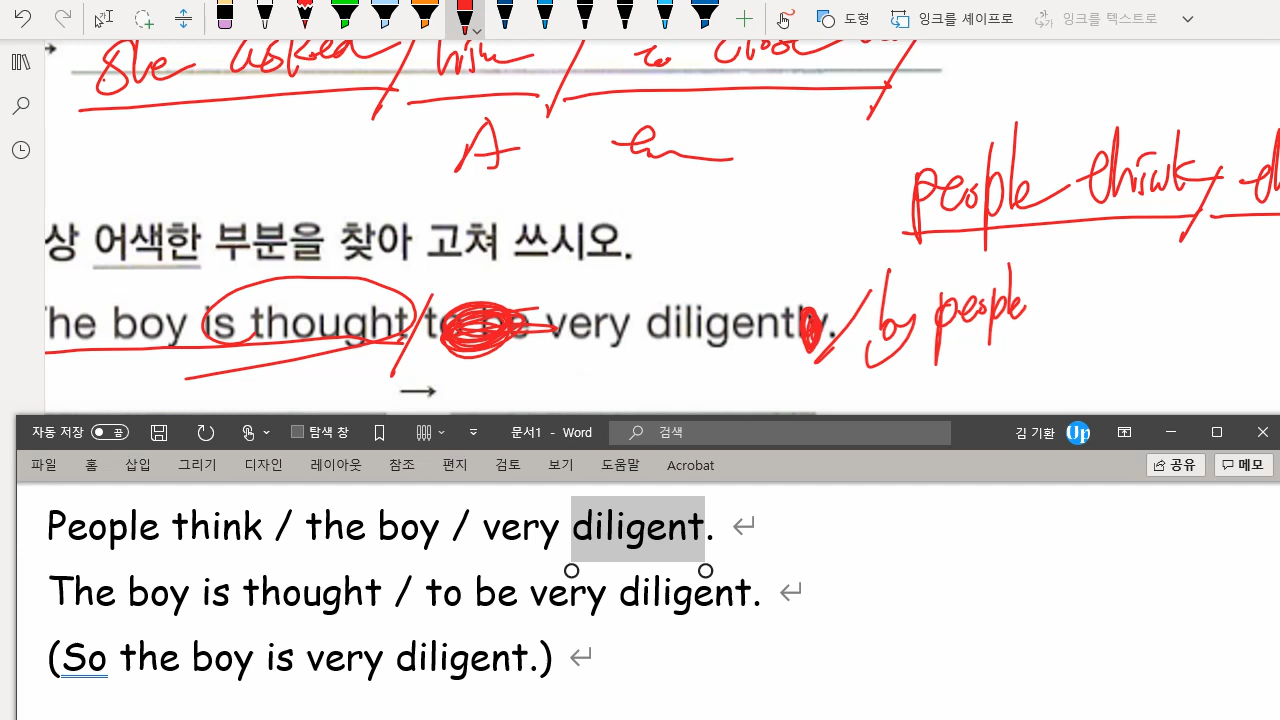 도형 잉크를 셰이프로 잉크를 텍스트로
She asked / him / to close
A
people think /
상 어색한 부분을 찾아 고쳐 쓰시오.
The boy is thought / to be very diligently. / by people
→
자동 저장 끔 탐색 창 문서1 - Word 검색 김 기환
파일 홈 삽입 그리기 디자인 레이아웃 참조 편지 검토 보기 도움말 Acrobat 공유 메모
People think / the boy / very diligent.
The boy is thought / to be very diligent.
(So the boy is very diligent.)